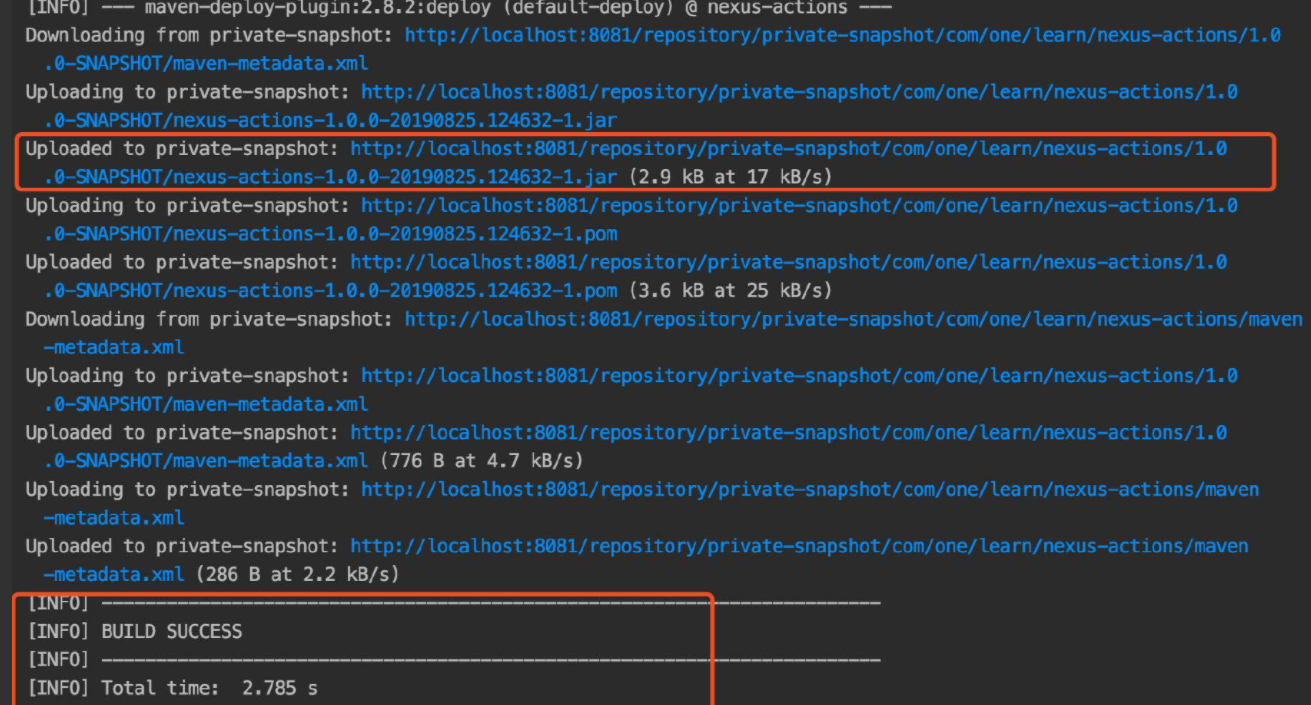 [INFO] --- maven-deploy-plugin:2.8.2:deploy (default-deploy) @ nexus-actions ---
Downloading from private-snapshot: http://localhost:8081/repository/private-snapshot/com/one/learn/nexus-actions/1.0
.0-SNAPSHOT/maven-metadata.xml
Uploading to private-snapshot: http://localhost:8081/repository/private-snapshot/com/one/learn/nexus-actions/1.0
.0-SNAPSHOT/nexus-actions-1.0.0-20190825.124632-1.jar
Uploaded to private-snapshot: http://localhost:8081/repository/private-snapshot/com/one/learn/nexus-actions/1.0
.0-SNAPSHOT/nexus-actions-1.0.0-20190825.124632-1.jar (2.9 kB at 17 kB/s)
Uploading to private-snapshot: http://localhost:8081/repository/private-snapshot/com/one/learn/nexus-actions/1.0
.0-SNAPSHOT/nexus-actions-1.0.0-20190825.124632-1.pom
Uploaded to private-snapshot: http://localhost:8081/repository/private-snapshot/com/one/learn/nexus-actions/1.0
.0-SNAPSHOT/nexus-actions-1.0.0-20190825.124632-1.pom (3.6 kB at 25 kB/s)
Downloading from private-snapshot: http://localhost:8081/repository/private-snapshot/com/one/learn/nexus-actions/maven
-metadata.xml
Uploading to private-snapshot: http://localhost:8081/repository/private-snapshot/com/one/learn/nexus-actions/1.0
.0-SNAPSHOT/maven-metadata.xml
Uploaded to private-snapshot: http://localhost:8081/repository/private-snapshot/com/one/learn/nexus-actions/1.0
.0-SNAPSHOT/maven-metadata.xml (776 B at 4.7 kB/s)
Uploading to private-snapshot: http://localhost:8081/repository/private-snapshot/com/one/learn/nexus-actions/maven
-metadata.xml
Uploaded to private-snapshot: http://localhost:8081/repository/private-snapshot/com/one/learn/nexus-actions/maven
-metadata.xml (286 B at 2.2 kB/s)
[INFO] ------------------------------------------------------------------------
[INFO] BUILD SUCCESS
[INFO] ------------------------------------------------------------------------
[INFO] Total time:  2.785 s